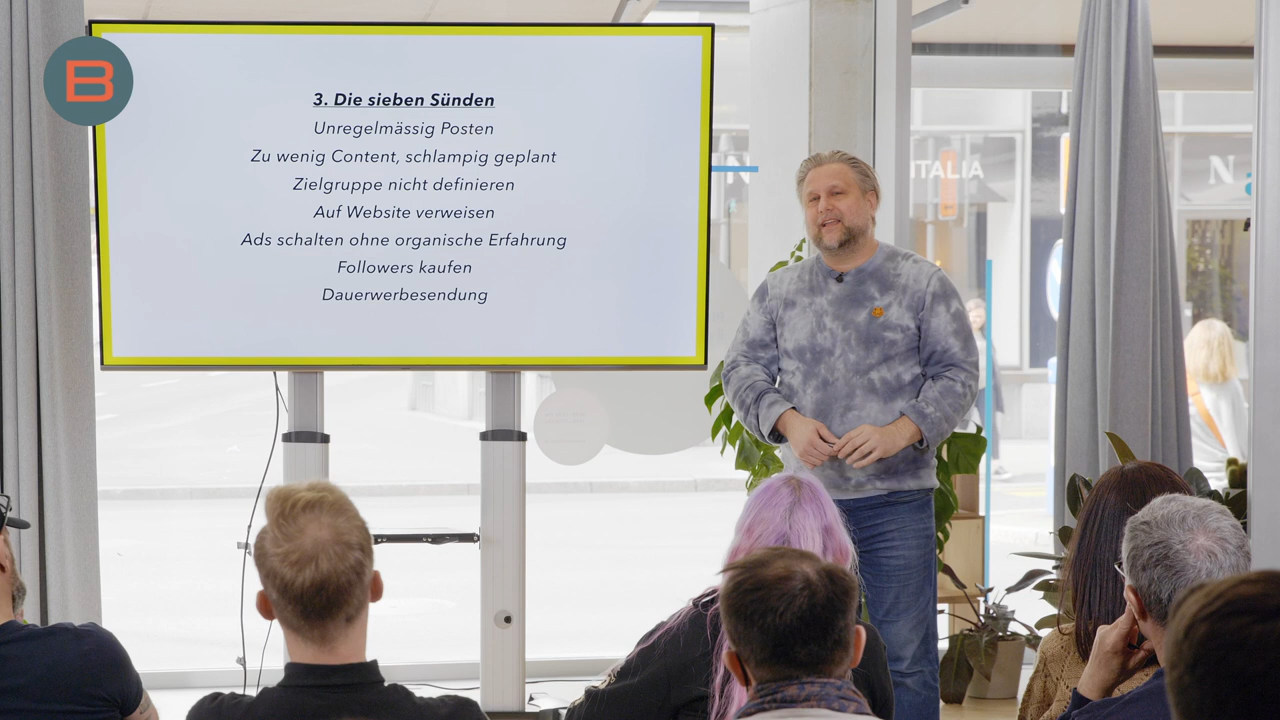 B
3. Die sieben Sünden
Unregelmässig Posten
Zu wenig Content, schlampig geplant
Zielgruppe nicht definieren
Auf Website verweisen
Ads schalten ohne organische Erfahrung
Followers kaufen
Dauerwerbesendung
N
ITALIA
N